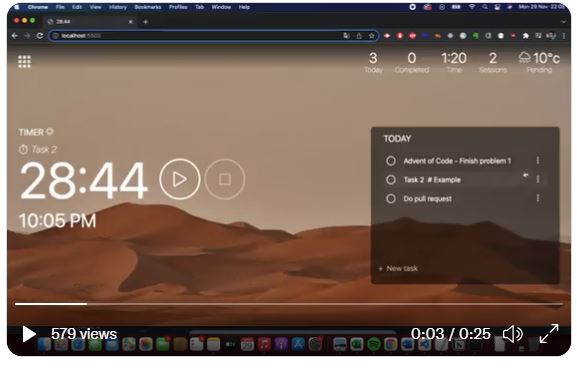 Chrome File Edit View History Bookmarks Profiles Tab Window Help
Mon 29 Nov 22:05
28:44
localhost:5500
3 0 1:20 2 10°c
Today Completed Time Sessions Pending
TIMER
Task 2
28:44
10:05 PM
TODAY
Advent of Code - Finish problem 1
Task 2 # Example
Do pull request
+ New task
579 views
0:03 / 0:25